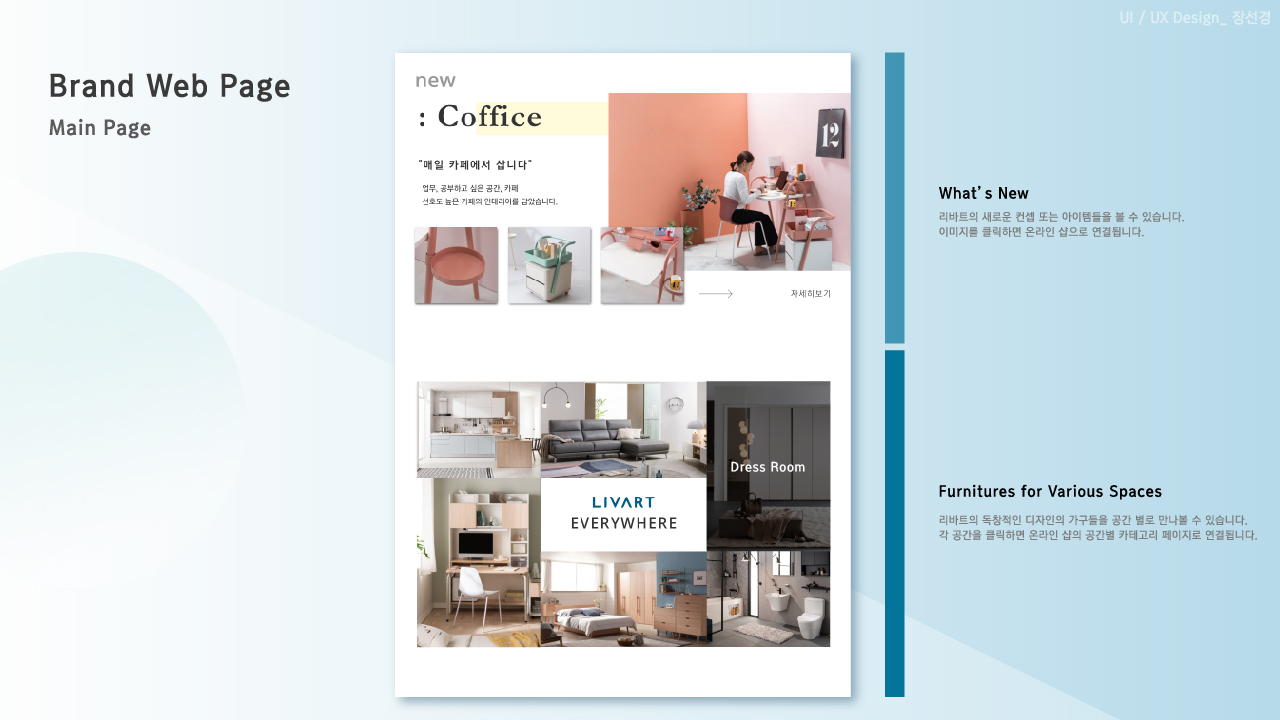 UI / UX Design_ 장선경
Brand Web Page
Main Page
new
: Coffice
"매일 카페에서 삽니다"
업무, 공부하고 싶은 공간, 카페
선호도 높은 카페의 인테리어를 담았습니다.
12
자세히보기
What's New
리바트의 새로운 컨셉 또는 아이템들을 볼 수 있습니다.
이미지를 클릭하면 온라인 샵으로 연결됩니다.
Dress Room
LIVART
EVERYWHERE
Furnitures for Various Spaces
리바트의 독창적인 디자인의 가구들을 공간 별로 만나볼 수 있습니다.
각 공간을 클릭하면 온라인 샵의 공간별 카테고리 페이지로 연결됩니다.